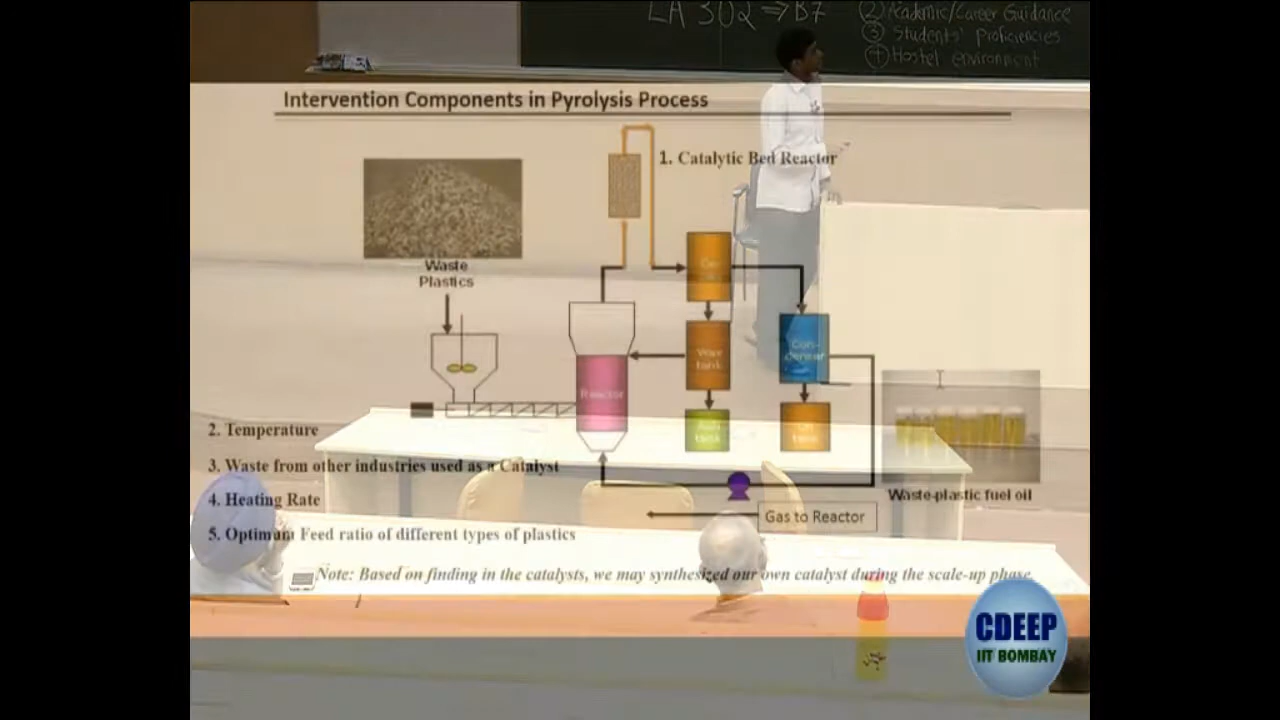 LA 302 ⇒ B7
② Academic/Career Guidance
③ Students' Proficiencies
④ Hostel environment
Intervention Components in Pyrolysis Process
1. Catalytic Bed Reactor
Waste
Plastics
Wax
tank
Con-
denser
Reactor
tank
tank
2. Temperature
3. Waste from other industries used as a Catalyst
4. Heating Rate
5. Optimum Feed ratio of different types of plastics
Waste-plastic fuel oil
Gas to Reactor
Note: Based on finding in the catalysts, we may synthesized our own catalyst during the scale-up phase
CDEEP
IIT BOMBAY